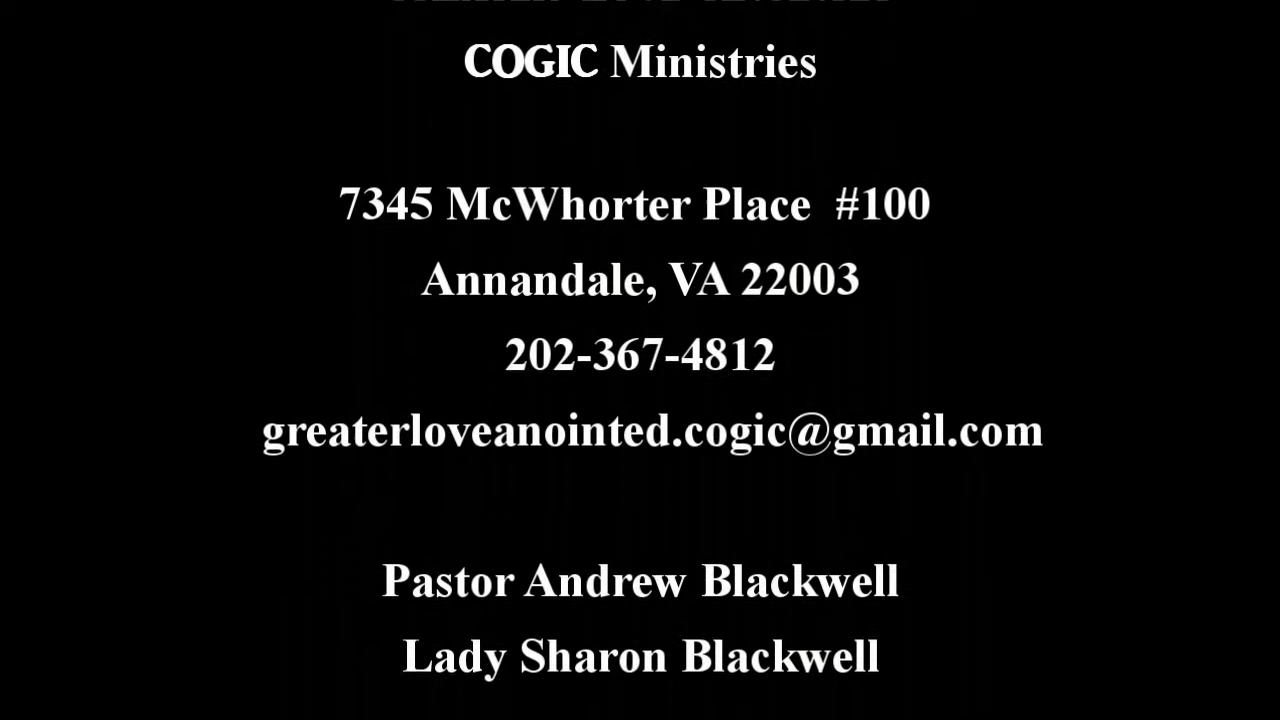 COGIC Ministries
7345 McWhorter Place #100
Annandale, VA 22003
202-367-4812
greaterloveanointed.cogic@gmail.com
Pastor Andrew Blackwell
Lady Sharon Blackwell